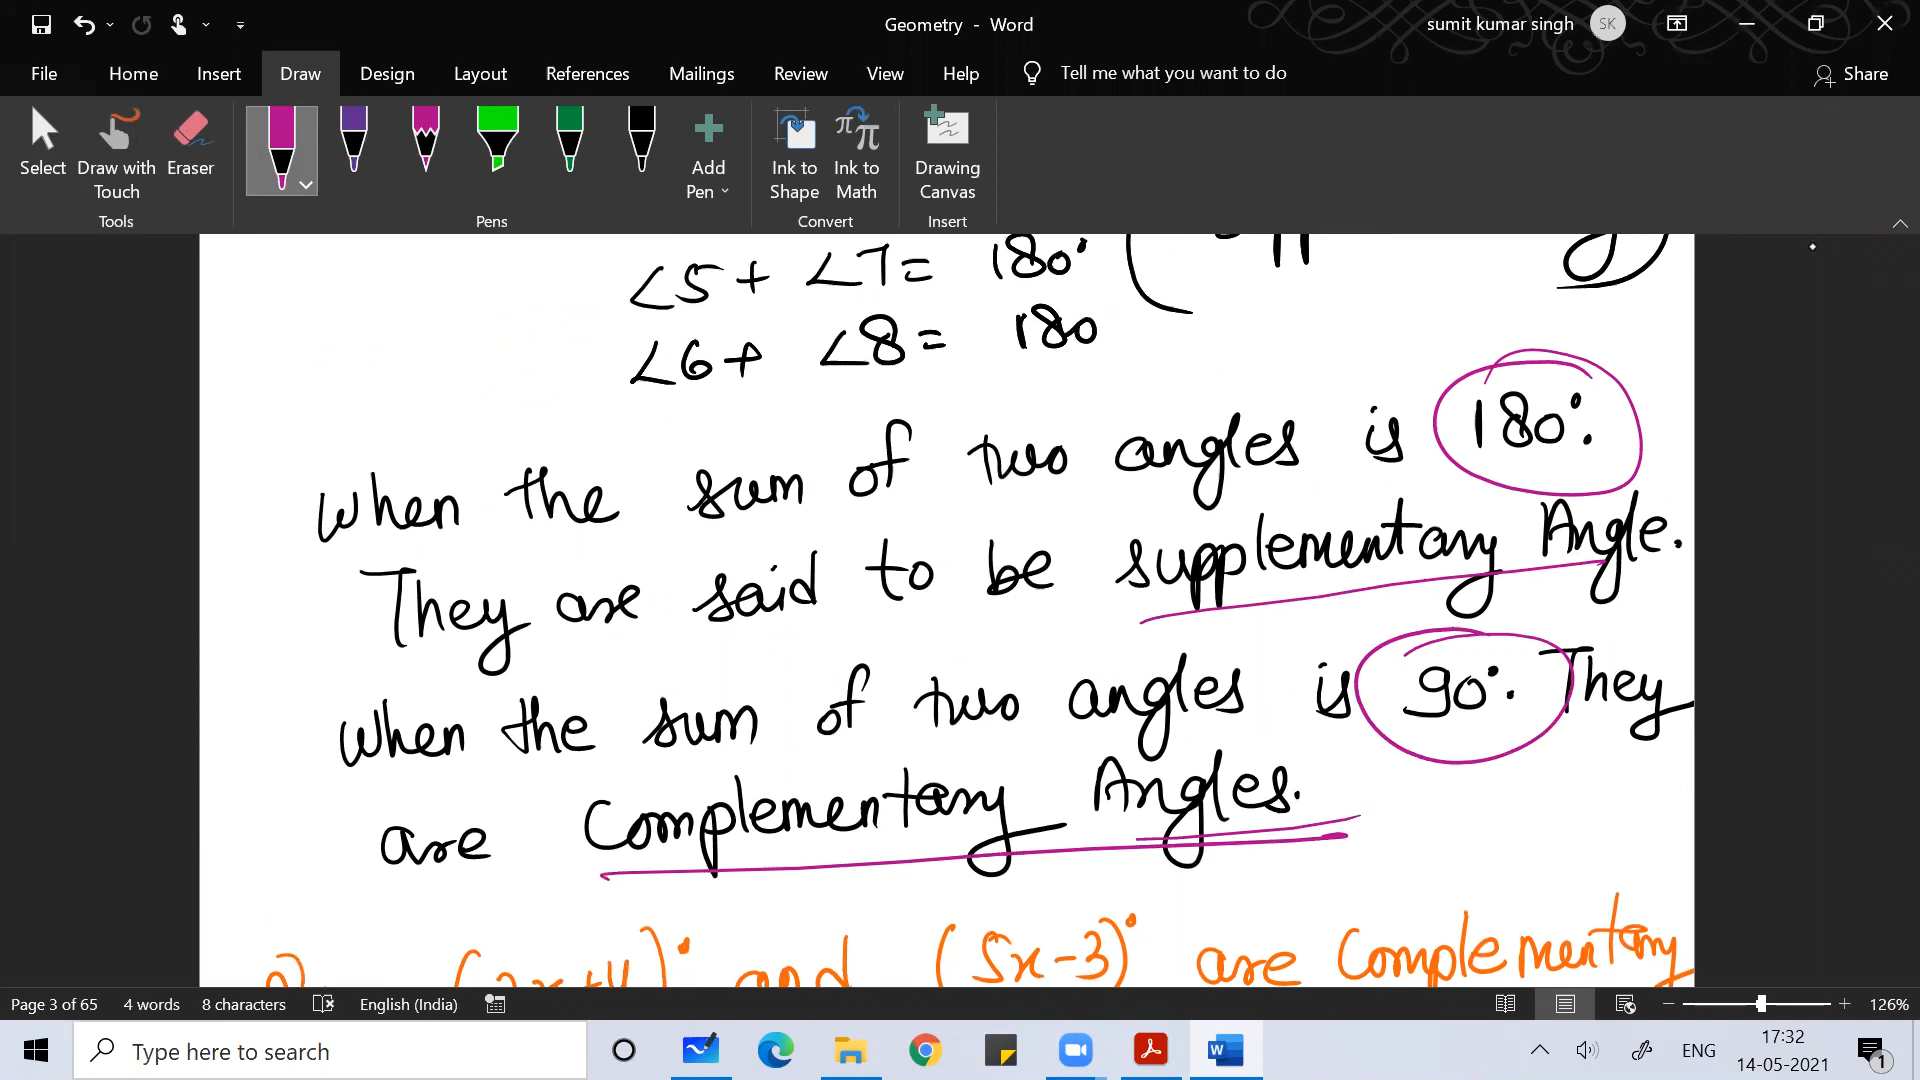 Geometry - Word
sumit kumar singh
SK
File Home Insert Draw Design Layout References Mailings Review View Help Tell me what you want to do Share
Select Draw with Touch Eraser Add Pen Ink to Shape Ink to Math Drawing Canvas
Tools Pens Convert Insert
∠5 + ∠7 = 180°
∠6 + ∠8 = 180
When the sum of two angles is 180°.
They are said to be supplementary Angle.
When the sum of two angles is 90°. They
are Complementary Angles.
and (5x-3)° are Complementary
Page 3 of 65 4 words 8 characters English (India) 126%
Type here to search
ENG
17:32
14-05-2021
1